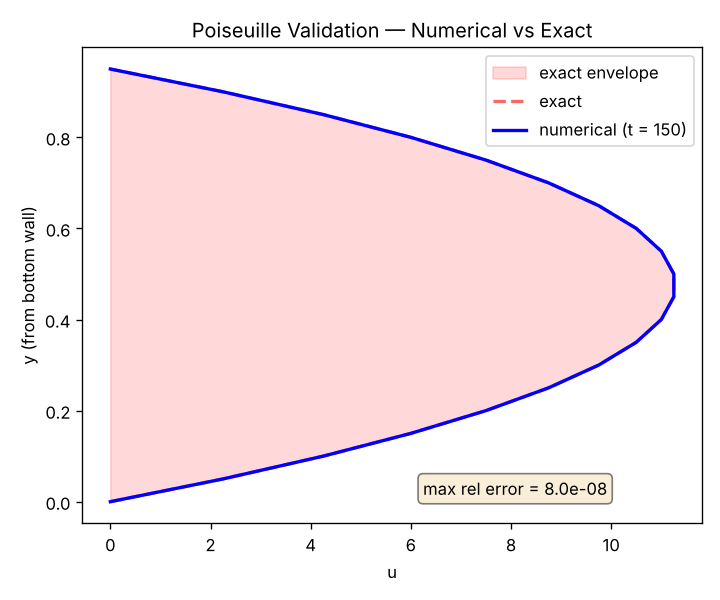 Poiseuille Validation — Numerical vs Exact
exact envelope
exact
numerical (t = 150)
y (from bottom wall)
0.8
0.6
0.4
0.2
0.0
max rel error = 8.0e-08
0 2 4 6 8 10
u